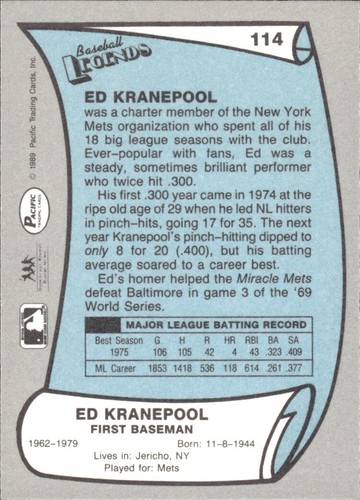 114
Baseball
LEGENDS
© 1989 Pacific Trading Cards, Inc.
PACIFIC
TRADING CARDS
ED KRANEPOOL
was a charter member of the New York
Mets organization who spent all of his
18 big league seasons with the club.
Ever–popular with fans, Ed was a
steady, sometimes brilliant performer
who twice hit .300.
His first .300 year came in 1974 at the
ripe old age of 29 when he led NL hitters
in pinch–hits, going 17 for 35. The next
year Kranepool's pinch–hitting dipped to
only 8 for 20 (.400), but his batting
average soared to a career best.
Ed's homer helped the Miracle Mets
defeat Baltimore in game 3 of the '69
World Series.
MAJOR LEAGUE BATTING RECORD
Best Season G H R HR RBI BA SA
1975 106 105 42 4 43 .323 .409
ML Career 1853 1418 536 118 614 .261 .377
ED KRANEPOOL
FIRST BASEMAN
1962–1979 Born: 11-8-1944
Lives in: Jericho, NY
Played for: Mets